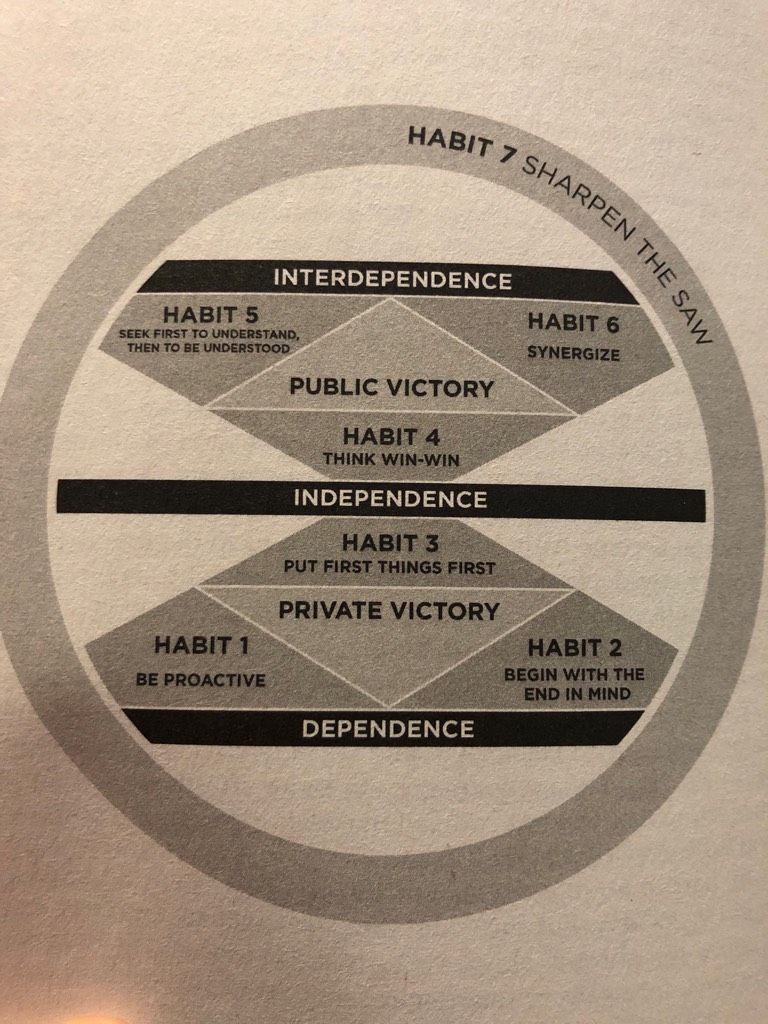 HABIT 7 SHARPEN THE SAW
INTERDEPENDENCE
HABIT 5
SEEK FIRST TO UNDERSTAND,
THEN TO BE UNDERSTOOD
HABIT 6
SYNERGIZE
PUBLIC VICTORY
HABIT 4
THINK WIN-WIN
INDEPENDENCE
HABIT 3
PUT FIRST THINGS FIRST
PRIVATE VICTORY
HABIT 1
BE PROACTIVE
HABIT 2
BEGIN WITH THE
END IN MIND
DEPENDENCE